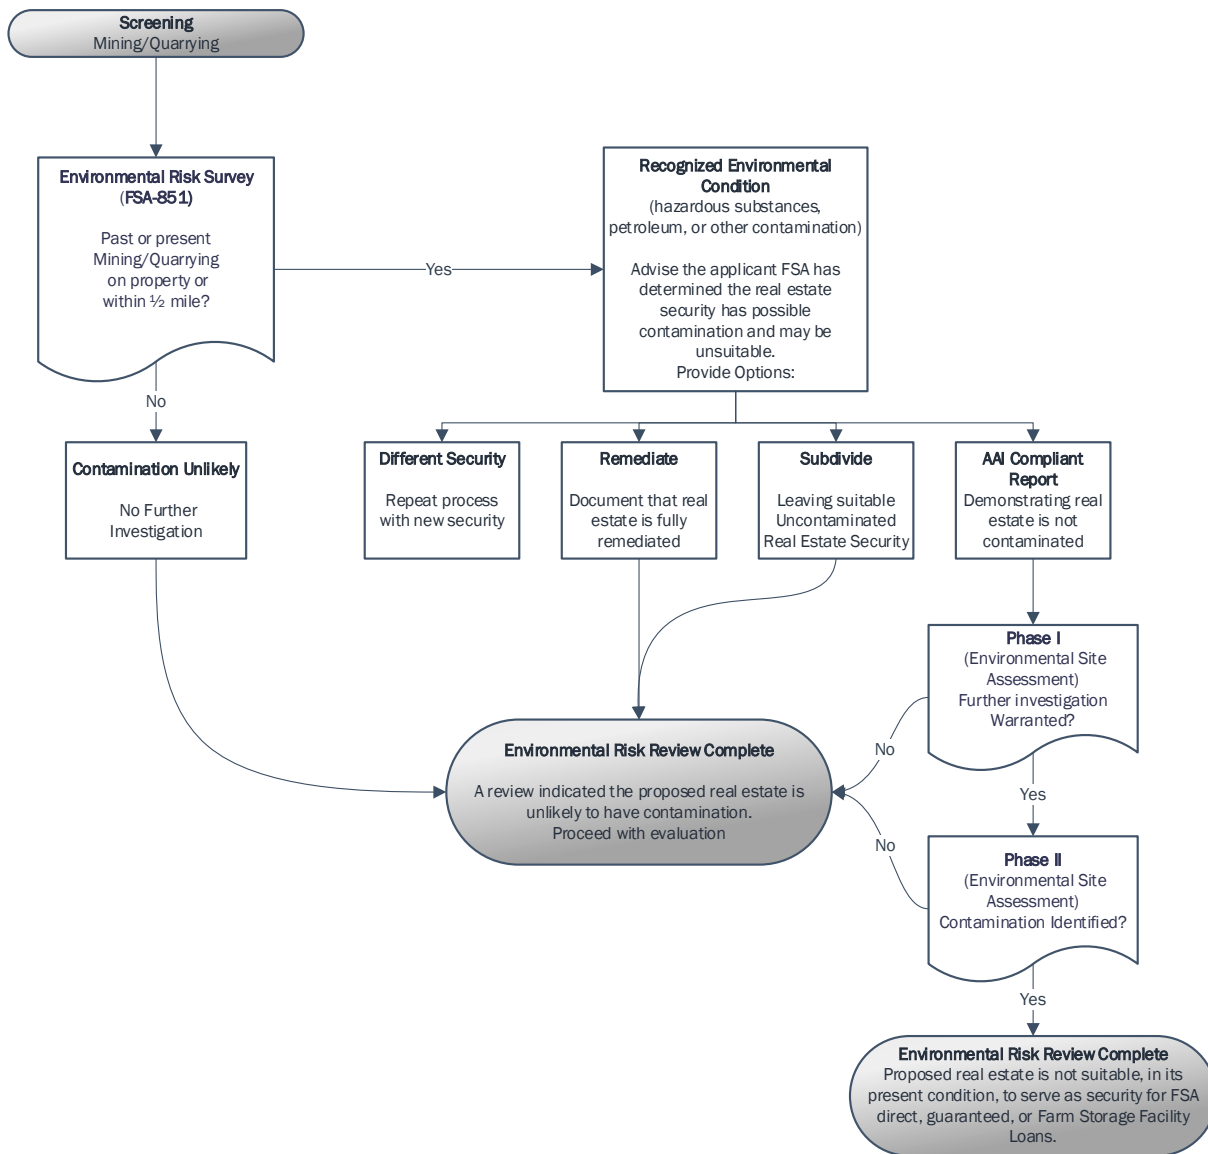 Screening
Mining/Quarrying
Environmental Risk Survey
(FSA-851)
Past or present
Mining/Quarrying
on property or
within ½ mile?
Yes
Recognized Environmental
Condition
(hazardous substances,
petroleum, or other contamination)
Advise the applicant FSA has
determined the real estate
security has possible
contamination and may be
unsuitable.
Provide Options:
No
Contamination Unlikely
No Further
Investigation
Different Security
Repeat process
with new security
Remediate
Document that real
estate is fully
remediated
Subdivide
Leaving suitable
Uncontaminated
Real Estate Security
AAI Compliant
Report
Demonstrating real
estate is not
contaminated
Phase I
(Environmental Site
Assessment)
Further investigation
Warranted?
No
Yes
Environmental Risk Review Complete
A review indicated the proposed real estate is
unlikely to have contamination.
Proceed with evaluation
Phase II
(Environmental Site
Assessment)
Contamination Identified?
No
Yes
Environmental Risk Review Complete
Proposed real estate is not suitable, in its
present condition, to serve as security for FSA
direct, guaranteed, or Farm Storage Facility
Loans.